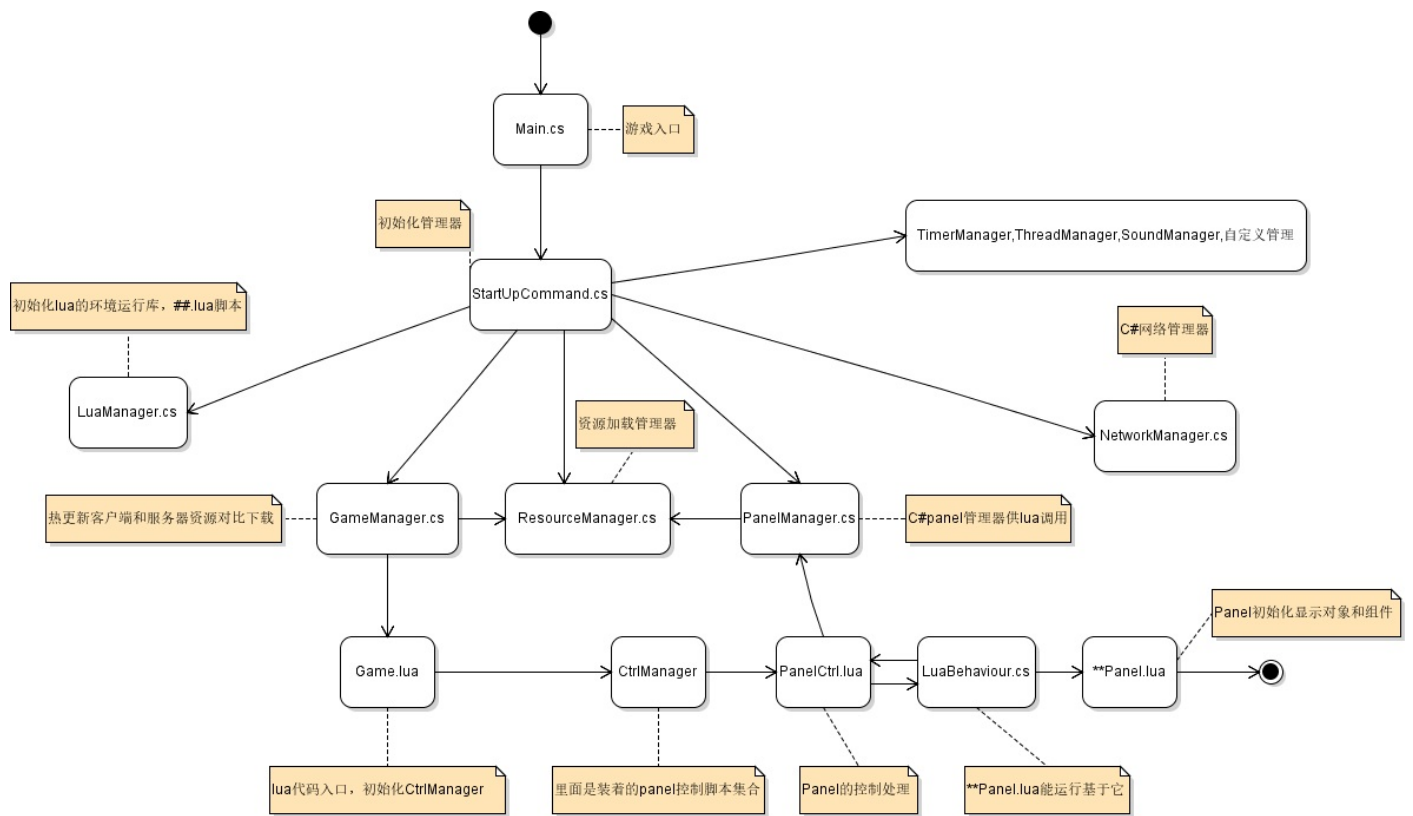 Main.cs
游戏入口
初始化管理器
TimerManager,ThreadManager,SoundManager,自定义管理
StartUpCommand.cs
初始化lua的环境运行库，##.lua脚本
C#网络管理器
LuaManager.cs
资源加载管理器
NetworkManager.cs
热更新客户端和服务器资源对比下载
GameManager.cs
ResourceManager.cs
PanelManager.cs
C#panel管理器供lua调用
Panel初始化显示对象和组件
Game.lua
CtrlManager
PanelCtrl.lua
LuaBehaviour.cs
**Panel.lua
lua代码入口，初始化CtrlManager
里面是装着的panel控制脚本集合
Panel的控制处理
**Panel.lua能运行基于它